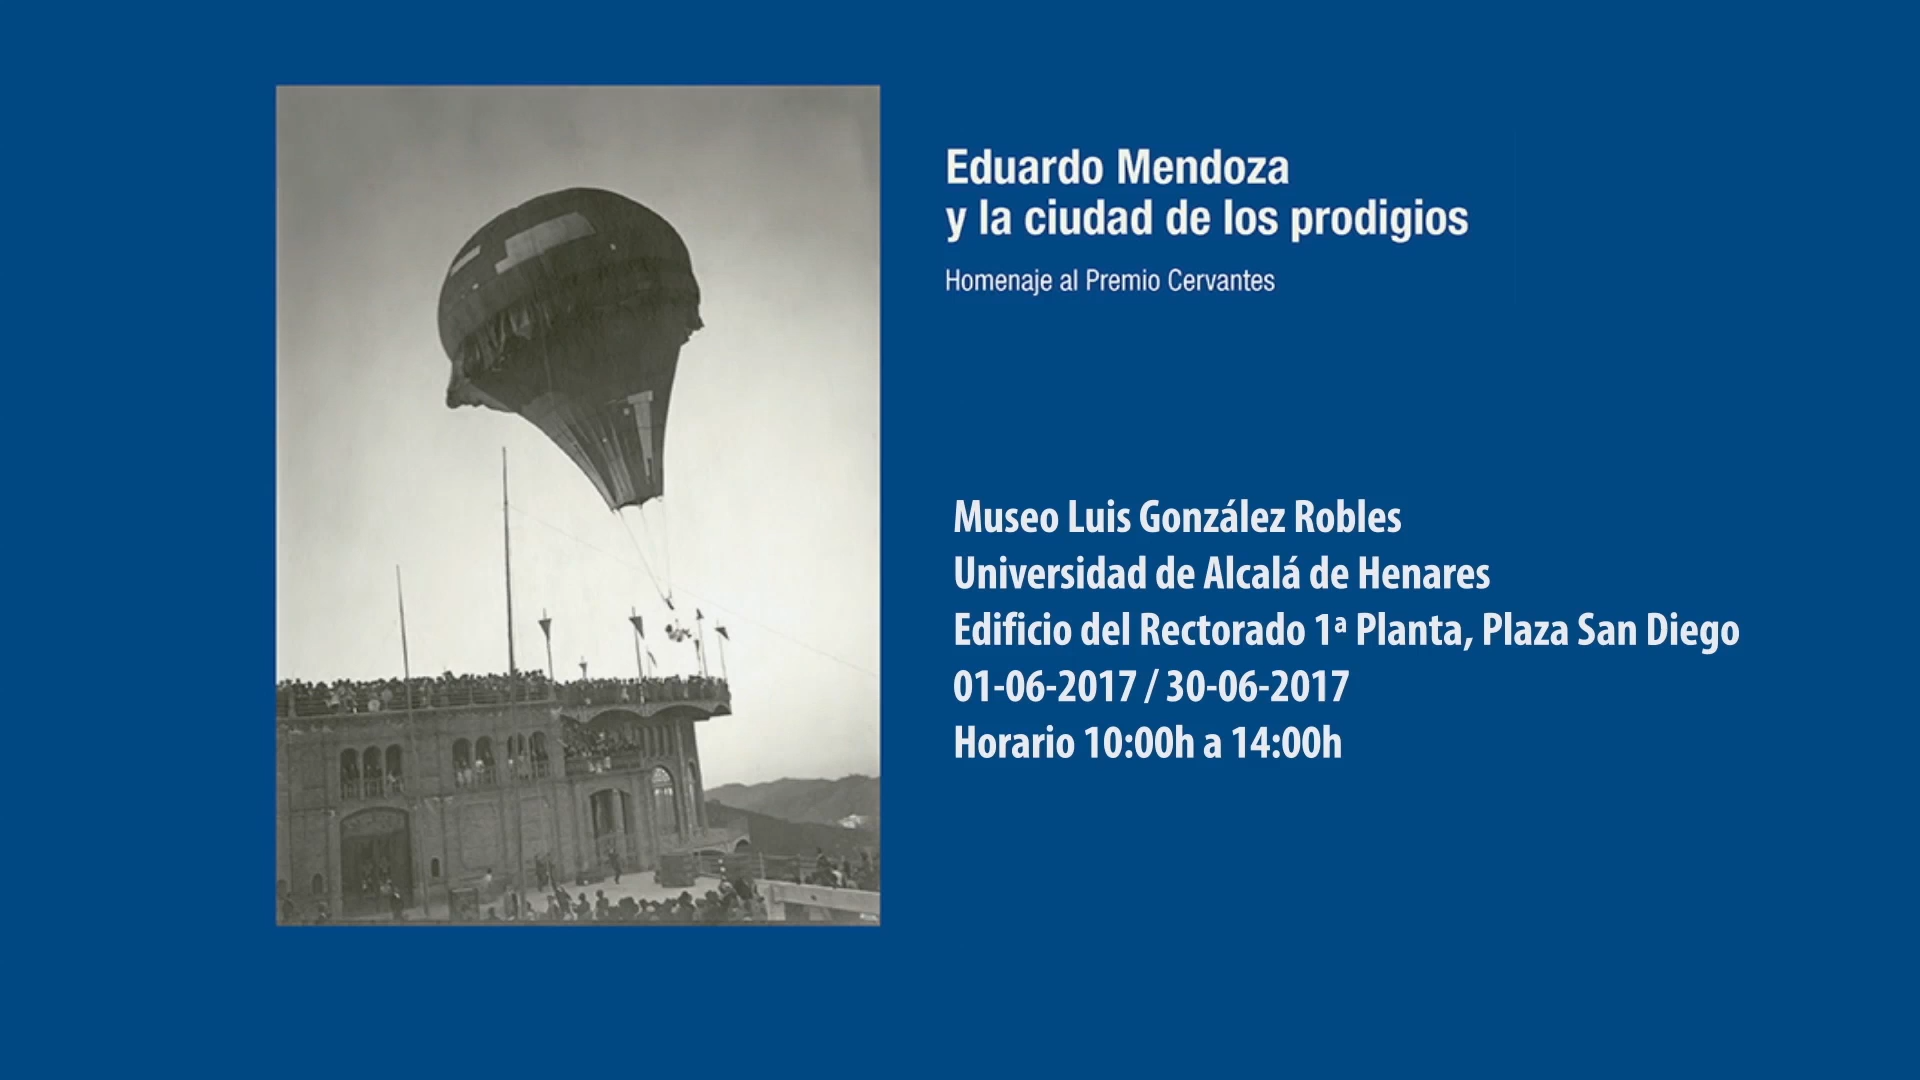 Eduardo Mendoza
y la ciudad de los prodigios
Homenaje al Premio Cervantes
Museo Luis González Robles
Universidad de Alcalá de Henares
Edificio del Rectorado 1ª Planta, Plaza San Diego
01-06-2017 / 30-06-2017
Horario 10:00h a 14:00h